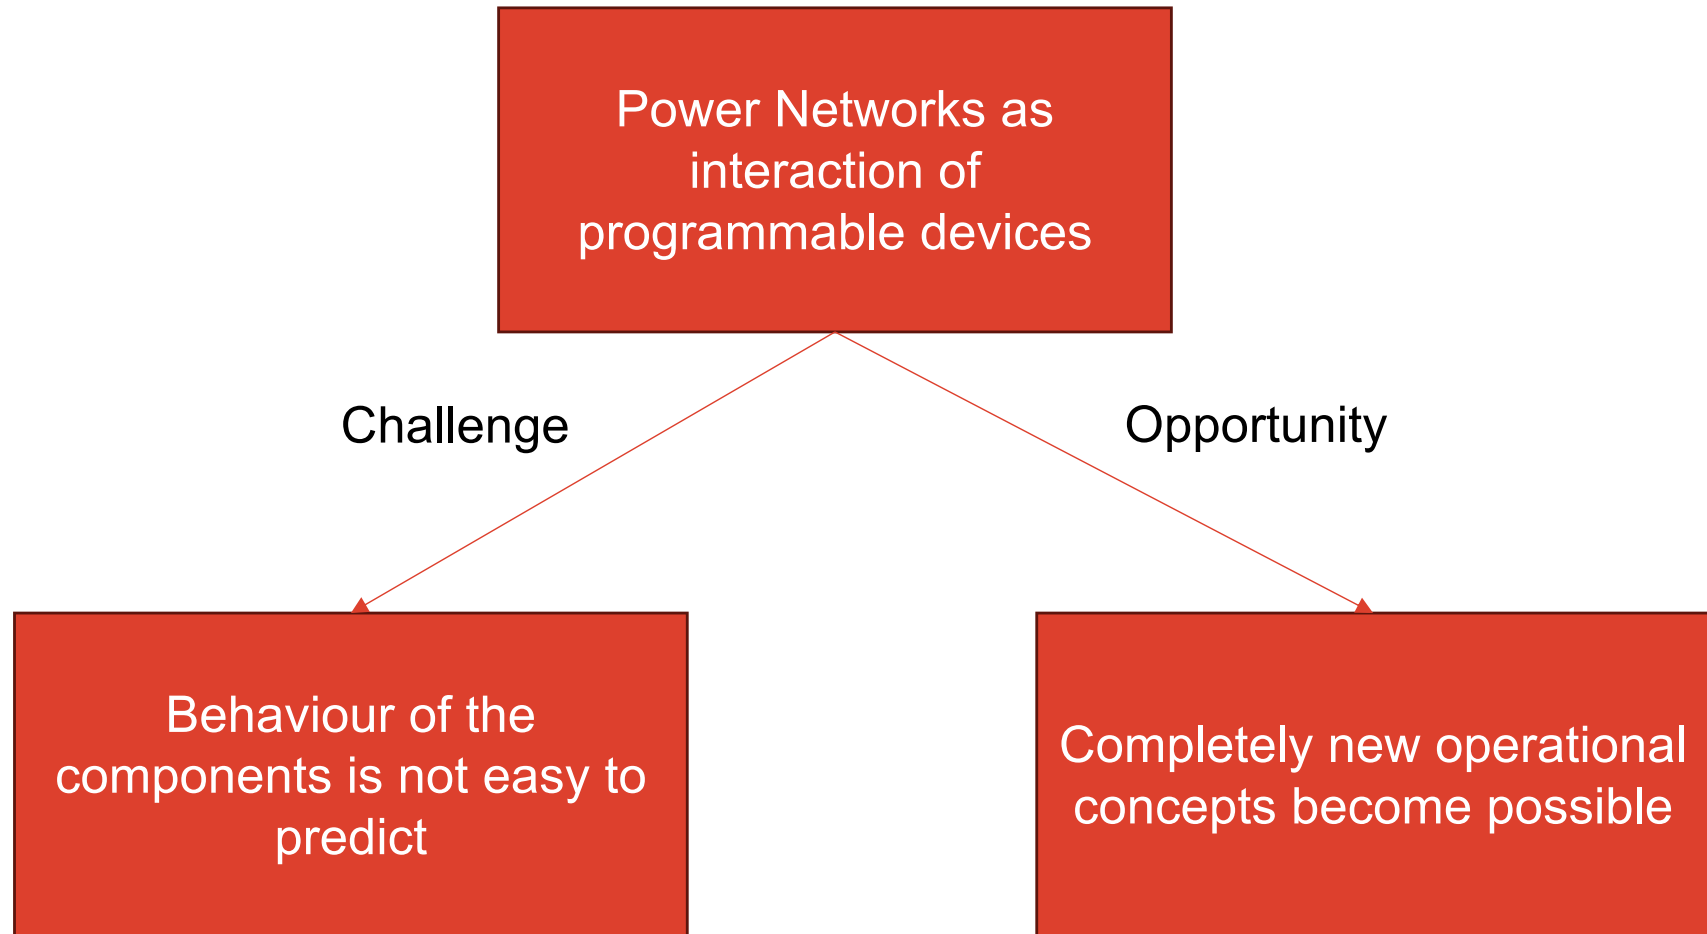 Power Networks as
interaction of
programmable devices
Challenge
Opportunity
Behaviour of the
components is not easy to
predict
Completely new operational
concepts become possible